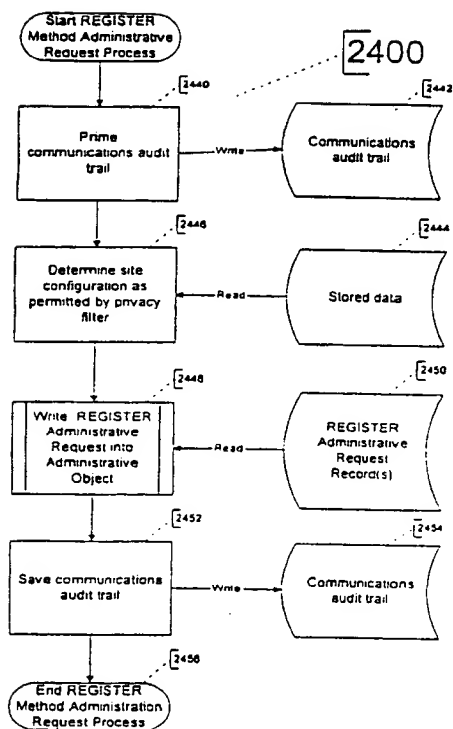 Start REGISTER
Method Administrative
Request Process
2400
2440
2442
Prime
communications audit
trail
Write
Communications
audit trail
2446
2444
Determine site
configuration as
permitted by privacy
filter
Read
Stored data
2448
2450
Write REGISTER
Administrative
Request into
Administrative
Object
Read
REGISTER
Administrative
Request
Record(s)
2452
2454
Save communications
audit trail
Write
Communications
audit trail
2456
End REGISTER
Method Administration
Request Process